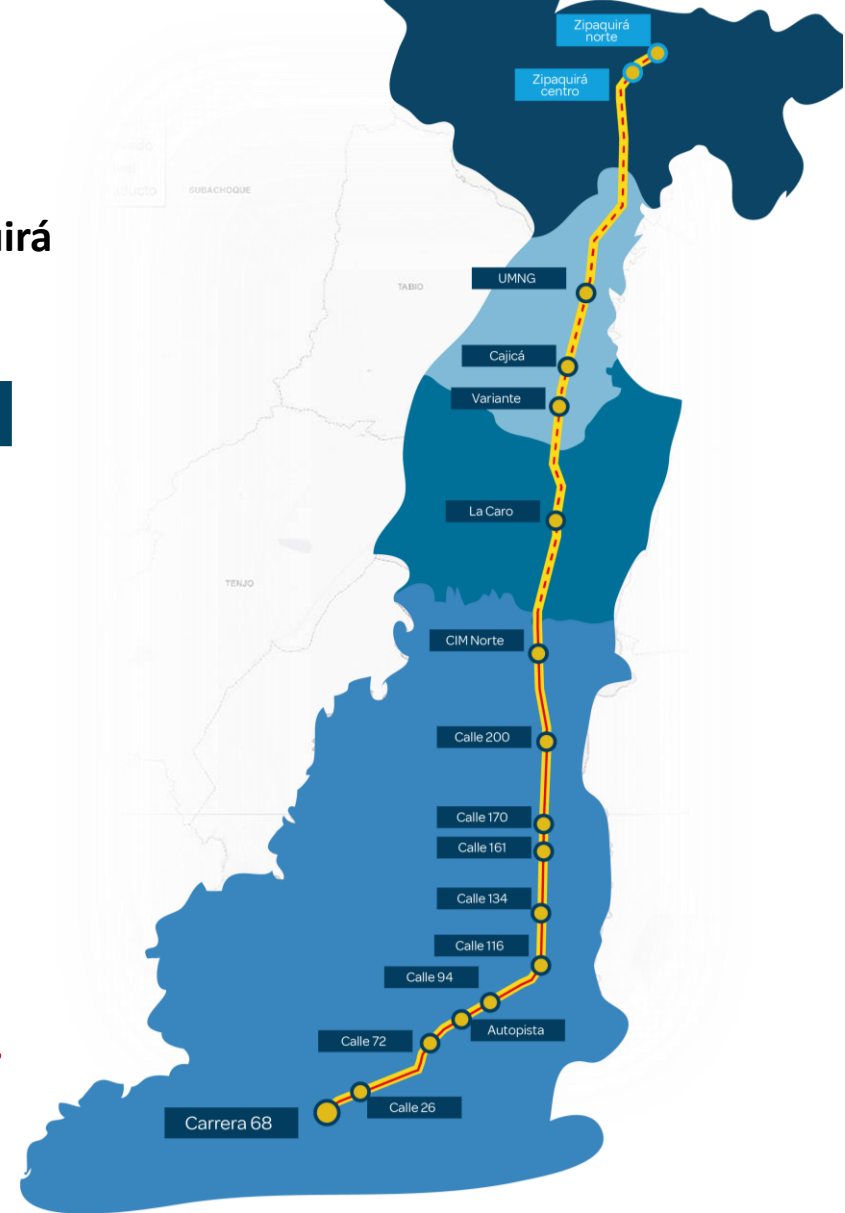 Zipaquirá
norte
Zipaquirá
centro
SUBACHOQUE
uirá
TABIO
UMNG
Cajicá
Variante
La Caro
TENJO
CIM Norte
Calle 200
Calle 170
Calle 161
Calle 134
Calle 116
Calle 94
Autopista
Calle 72
Calle 26
Carrera 68